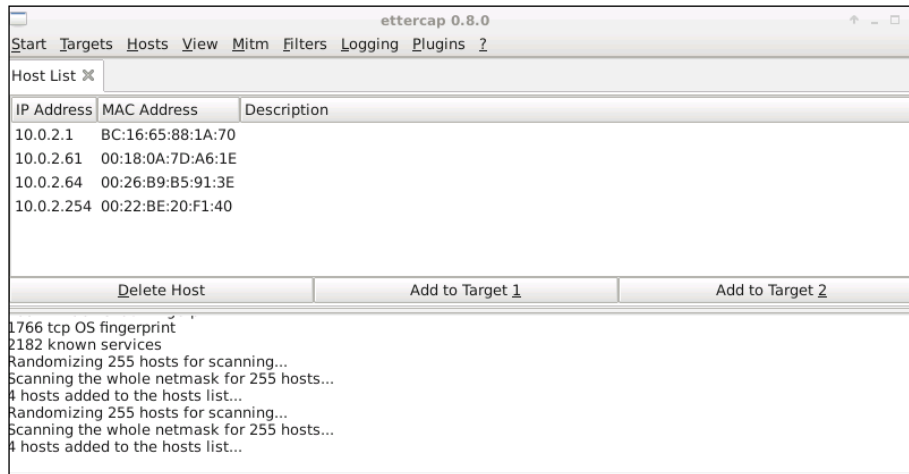 ettercap 0.8.0
Start Targets Hosts View Mitm Filters Logging Plugins ?
Host List
IP Address MAC Address Description
10.0.2.1 BC:16:65:88:1A:70
10.0.2.61 00:18:0A:7D:A6:1E
10.0.2.64 00:26:B9:B5:91:3E
10.0.2.254 00:22:BE:20:F1:40
Delete Host Add to Target 1 Add to Target 2
1766 tcp OS fingerprint
2182 known services
Randomizing 255 hosts for scanning...
Scanning the whole netmask for 255 hosts...
4 hosts added to the hosts list...
Randomizing 255 hosts for scanning...
Scanning the whole netmask for 255 hosts...
4 hosts added to the hosts list...